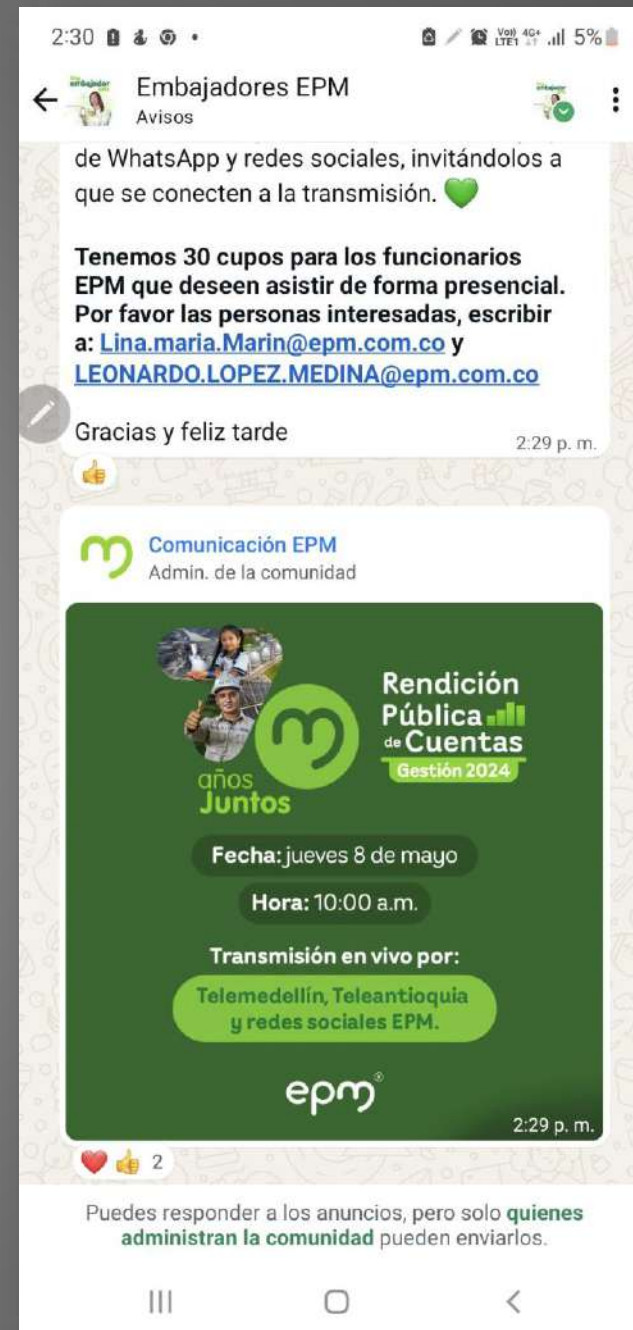 2:30
Vo)) 4G+ 5%
LTE1
Embajadores EPM
Avisos
de WhatsApp y redes sociales, invitándolos a
que se conecten a la transmisión. 💚
Tenemos 30 cupos para los funcionarios
EPM que deseen asistir de forma presencial.
Por favor las personas interesadas, escribir
a: Lina.maria.Marin@epm.com.co y
LEONARDO.LOPEZ.MEDINA@epm.com.co
Gracias y feliz tarde
2:29 p. m.
Comunicación EPM
Admin. de la comunidad
años
Juntos
Rendición
Pública
de Cuentas
Gestión 2024
Fecha: jueves 8 de mayo
Hora: 10:00 a.m.
Transmisión en vivo por:
Telemedellín, Teleantioquia
y redes sociales EPM.
epm®
2:29 p. m.
2
Puedes responder a los anuncios, pero solo quienes
administran la comunidad pueden enviarlos.